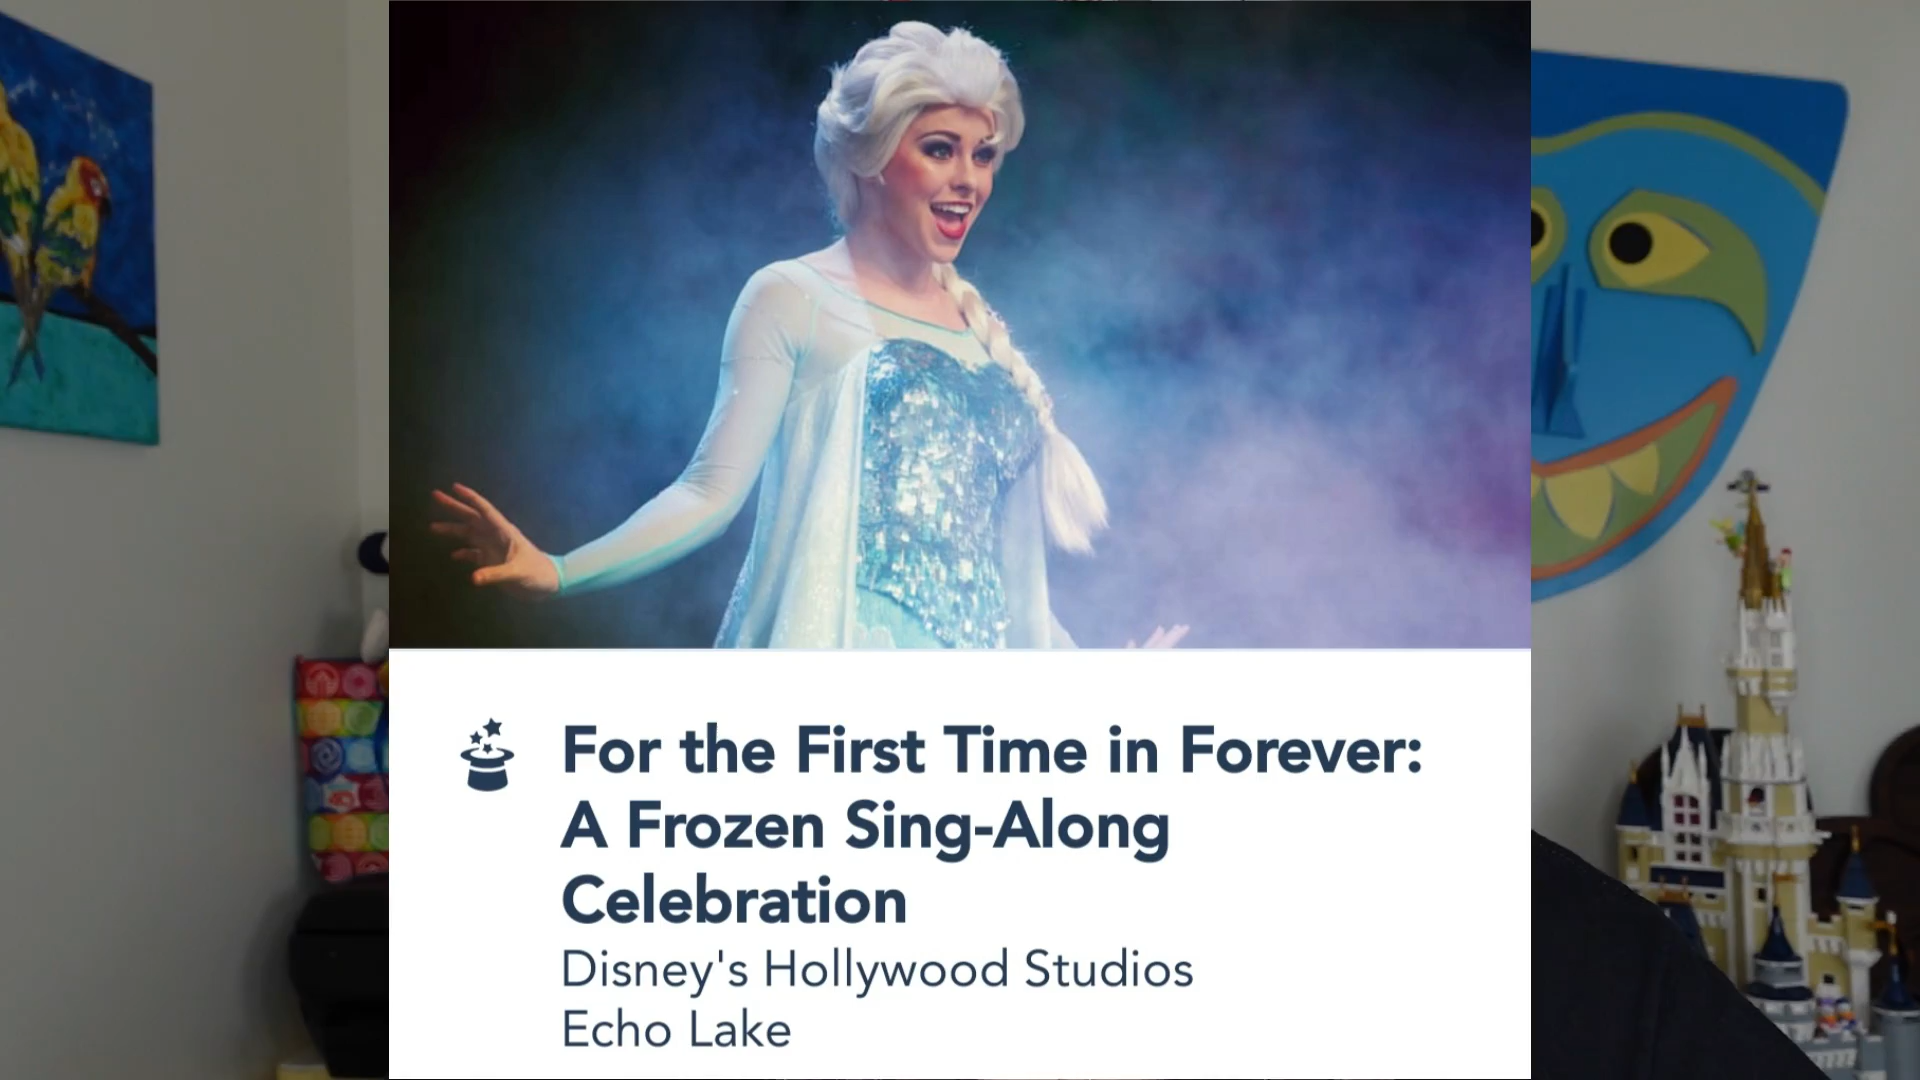 For the First Time in Forever:
A Frozen Sing-Along
Celebration
Disney's Hollywood Studios
Echo Lake